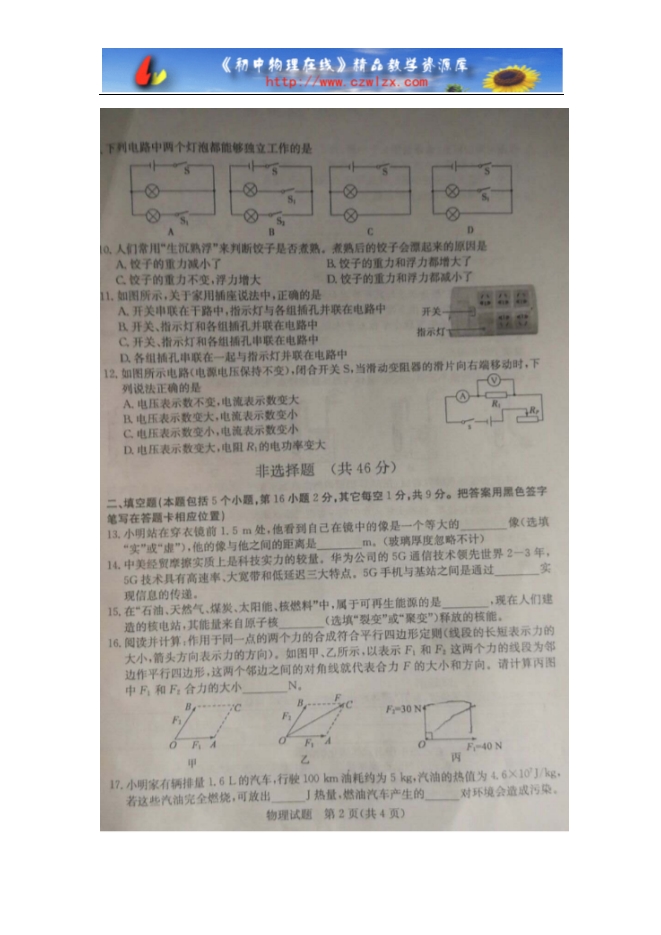 《初中物理在线》精品教学资源库
http://www.czwlzx.com
下列电路中两个灯泡都能够独立工作的是
S S S S
S₁ S₁ S₁
S₁ S₂
A B C D
10. 人们常用“生沉熟浮”来判断饺子是否煮熟。煮熟后的饺子会漂起来的原因是
A. 饺子的重力减小了 B. 饺子的重力和浮力都增大了
C. 饺子的重力不变,浮力增大 D. 饺子的重力和浮力都减小了
11. 如图所示,关于家用插座说法中,正确的是
A. 开关串联在干路中,指示灯与各组插孔并联在电路中
开关
B. 开关、指示灯和各组插孔并联在电路中
指示灯
C. 开关、指示灯和各组插孔串联在电路中
D. 各组插孔串联在一起与指示灯并联在电路中
12. 如图所示电路(电源电压保持不变),闭合开关 S,当滑动变阻器的滑片向右端移动时,下
列说法正确的是
A. 电压表示数不变,电流表示数变大
B. 电压表示数变大,电流表示数变小
C. 电压表示数变小,电流表示数变小
D. 电压表示数变大,电阻 R₁的电功率变大
V
A R₁
S
非选择题 (共 46 分)
二、填空题(本题包括 5 个小题,第 16 小题 2 分,其它每空 1 分,共 9 分。把答案用黑色签字
笔写在答题卡相应位置)
13. 小明站在穿衣镜前 1.5 m 处,他看到自己在镜中的像是一个等大的________像(选填
“实”或“虚”),他的像与他之间的距离是________m。(玻璃厚度忽略不计)
14. 中美经贸摩擦实质上是科技实力的较量。华为公司的 5G 通信技术领先世界 2—3 年,
5G 技术具有高速率、大宽带和低延迟三大特点。5G 手机与基站之间是通过________实
现信息的传递。
15. 在“石油、天然气、煤炭、太阳能、核燃料”中,属于可再生能源的是________,现在人们建
造的核电站,其能量来自原子核________(选填“裂变”或“聚变”)释放的核能。
16. 阅读并计算:作用于同一点的两个力的合成符合平行四边形定则(线段的长短表示力的
大小,箭头方向表示力的方向)。如图甲、乙所示,以表示 F₁ 和 F₂ 这两个力的线段为邻
边作平行四边形,这两个邻边之间的对角线就代表合力 F 的大小和方向。请计算丙图
中 F₁ 和 F₂ 合力的大小________N。
B C B F C F₂=30 N
F₂ F₂
O F₁ A O F₁ A O F₁=40 N
甲 乙 丙
17. 小明家有辆排量 1.6 L 的汽车,行驶 100 km 油耗约为 5 kg,汽油的热值为 4.6×10⁷J/kg,
若这些汽油完全燃烧,可放出______J 热量,燃油汽车产生的______对环境会造成污染。
物理试题 第 2 页(共 4 页)